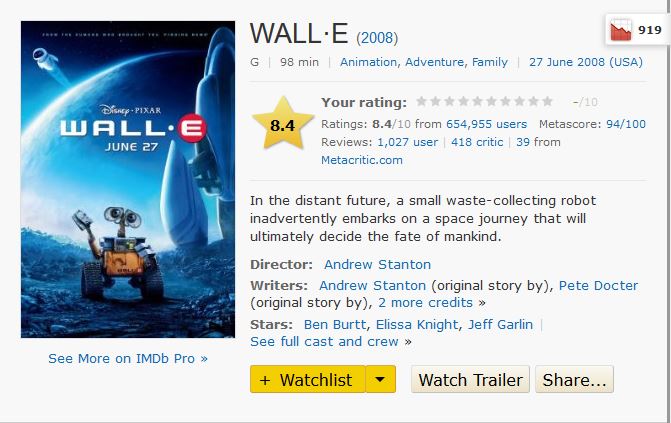 FROM THE HUMANS WHO BROUGHT YOU "FINDING NEMO"
Disney·PIXAR
WALL·E
JUNE 27
WALL·E
See More on IMDb Pro »
WALL·E (2008)
919
G | 98 min | Animation, Adventure, Family | 27 June 2008 (USA)
8.4
Your rating: -/10
Ratings: 8.4/10 from 654,955 users Metascore: 94/100
Reviews: 1,027 user | 418 critic | 39 from
Metacritic.com
In the distant future, a small waste-collecting robot
inadvertently embarks on a space journey that will
ultimately decide the fate of mankind.
Director: Andrew Stanton
Writers: Andrew Stanton (original story by), Pete Docter
(original story by), 2 more credits »
Stars: Ben Burtt, Elissa Knight, Jeff Garlin |
See full cast and crew »
+ Watchlist
Watch Trailer
Share...